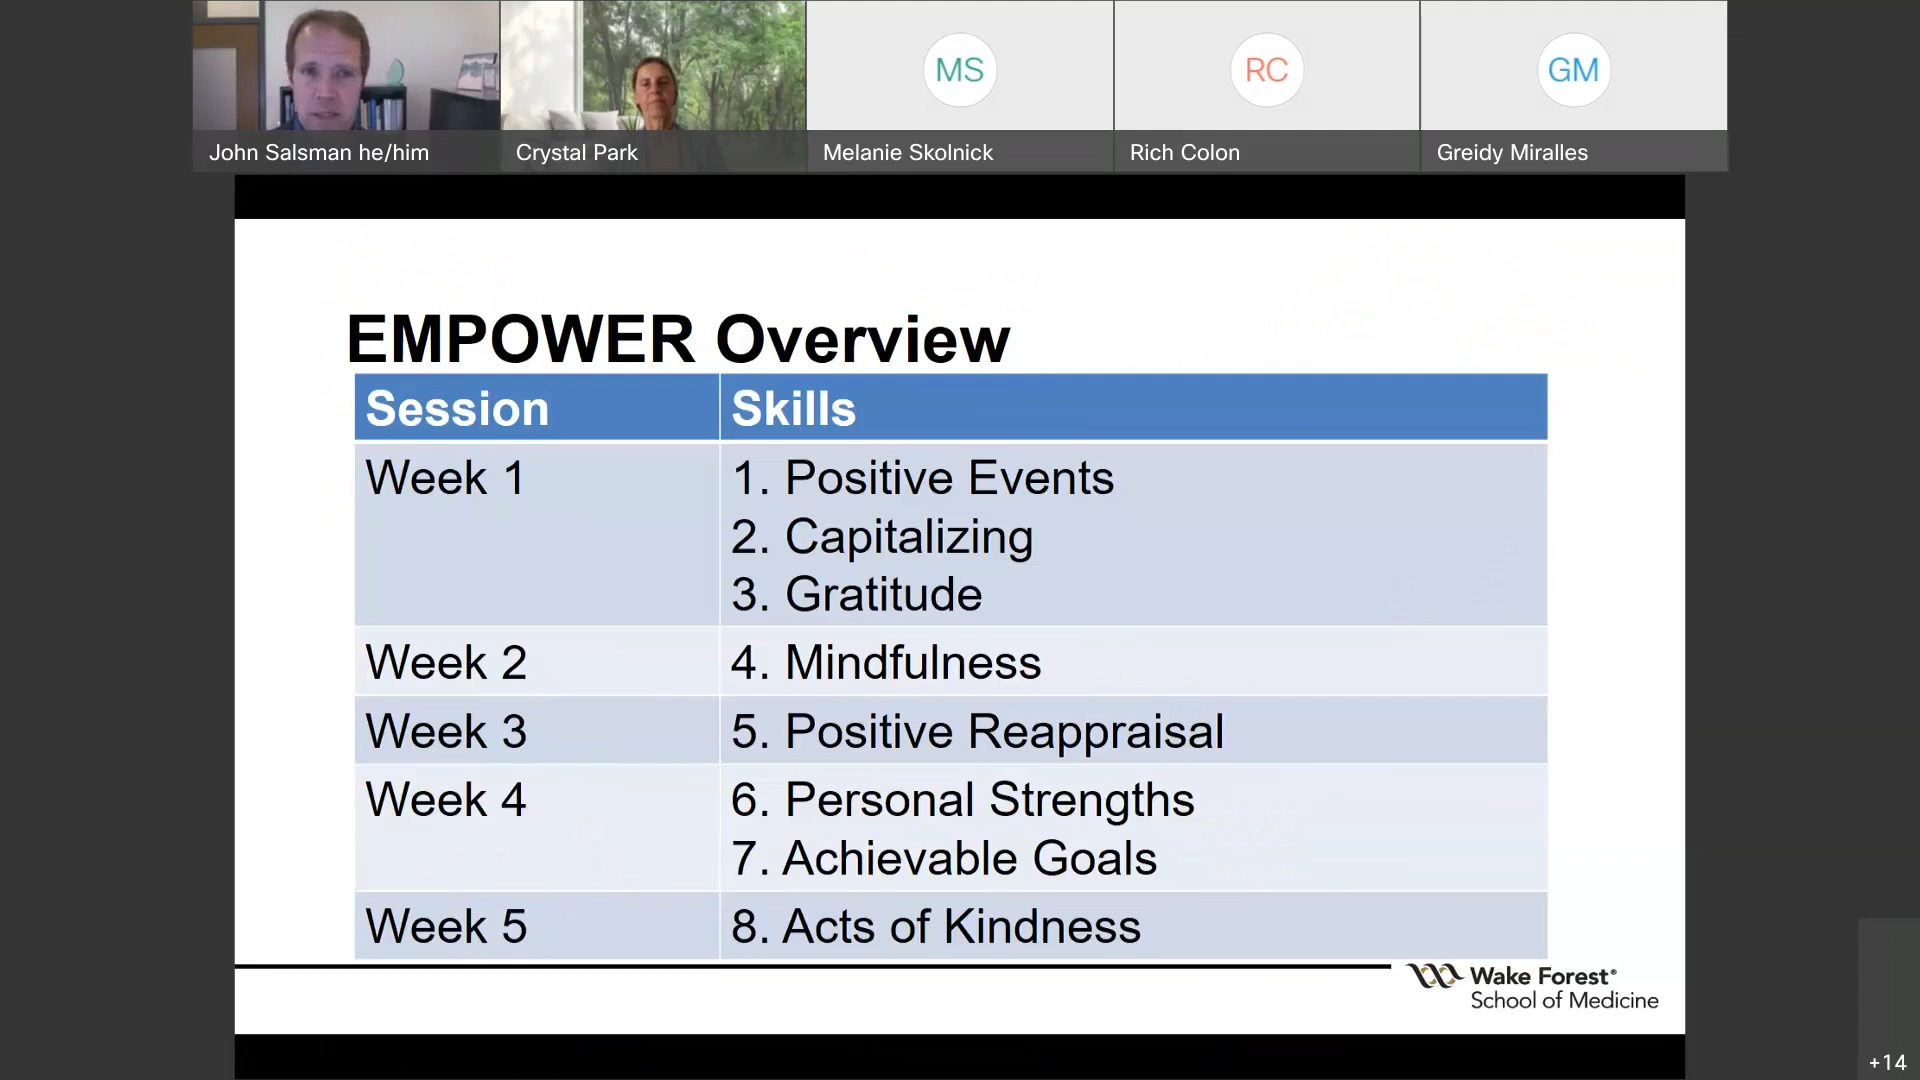 MS
RC
GM
John Salsman he/him
Crystal Park
Melanie Skolnick
Rich Colon
Greidy Miralles
EMPOWER Overview
Session Skills
Week 1 1. Positive Events
2. Capitalizing
3. Gratitude
Week 2 4. Mindfulness
Week 3 5. Positive Reappraisal
Week 4 6. Personal Strengths
7. Achievable Goals
Week 5 8. Acts of Kindness
Wake Forest®
School of Medicine
+14